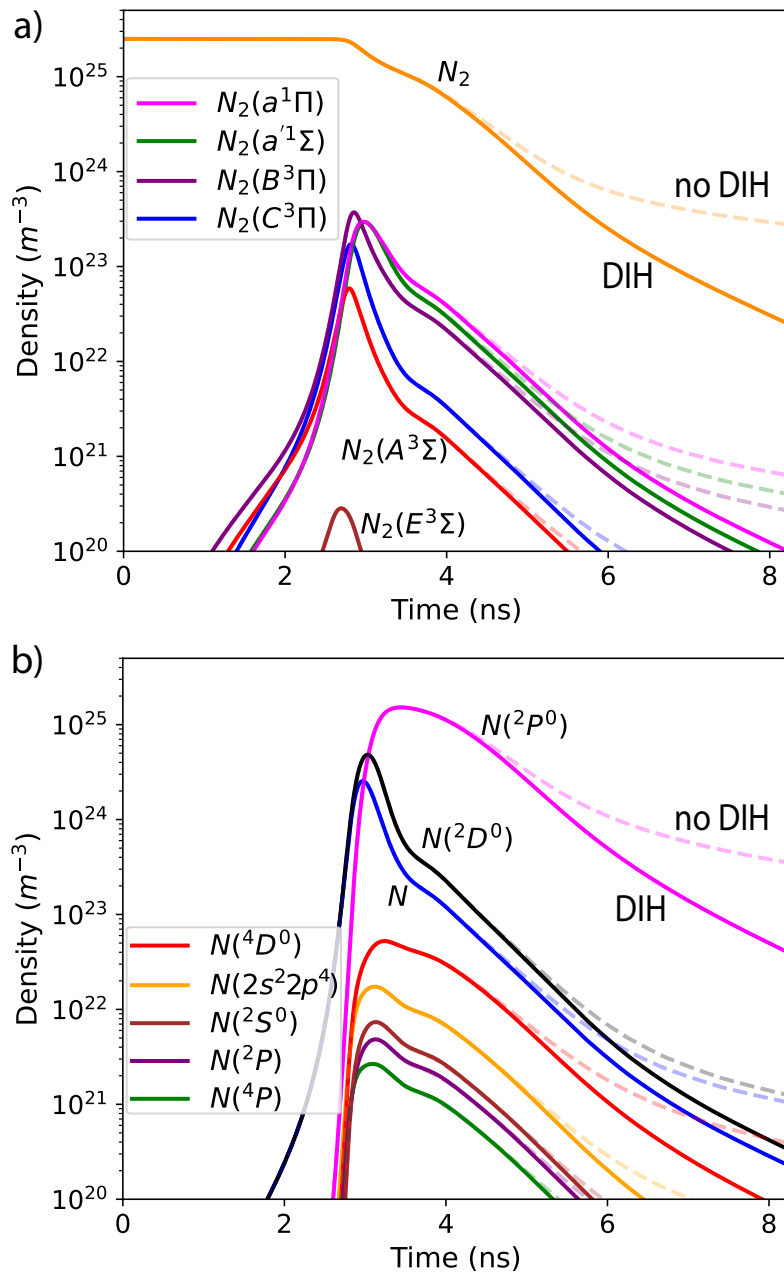 a)
10²⁵
10²⁴
10²³
10²²
10²¹
10²⁰
Density (m⁻³)
N₂(a¹Π)
N₂(a′¹Σ)
N₂(B³Π)
N₂(C³Π)
N₂
no DIH
DIH
N₂(A³Σ)
N₂(E³Σ)
0 2 4 6 8
Time (ns)
b)
10²⁵
10²⁴
10²³
10²²
10²¹
10²⁰
Density (m⁻³)
N(²P⁰)
no DIH
N(²D⁰)
N
DIH
N(⁴D⁰)
N(2s²2p⁴)
N(²S⁰)
N(²P)
N(⁴P)
0 2 4 6 8
Time (ns)